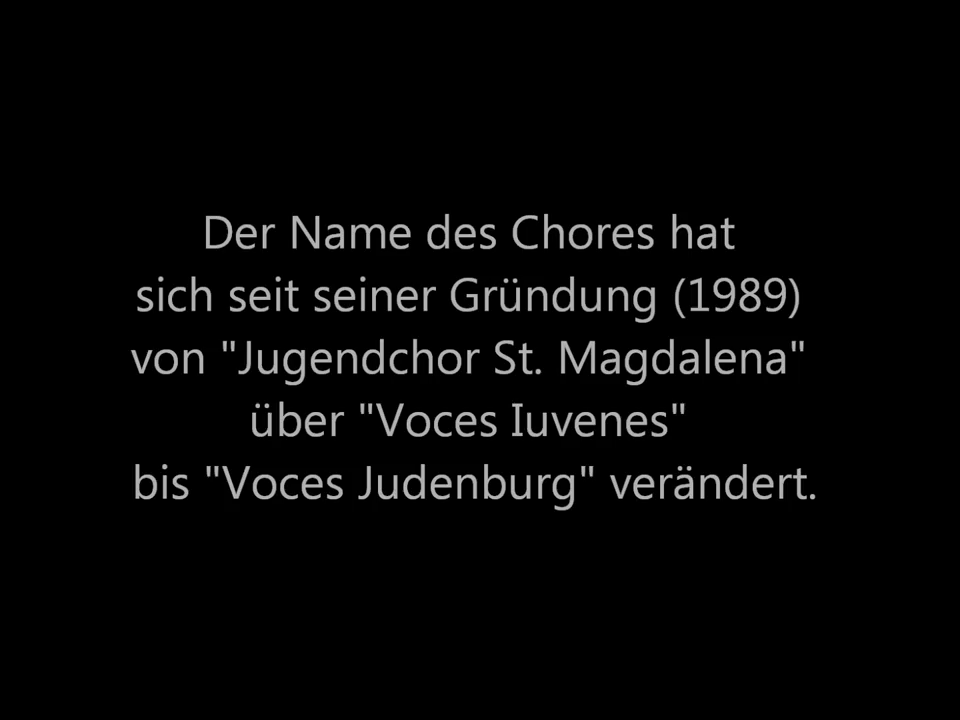 Der Name des Chores hat
sich seit seiner Gründung (1989)
von "Jugendchor St. Magdalena"
über "Voces Iuvenes"
bis "Voces Judenburg" verändert.